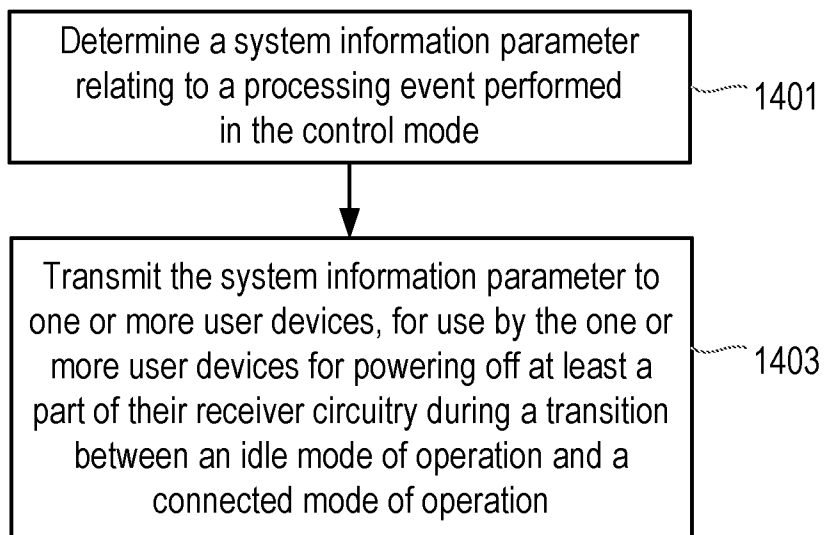 Determine a system information parameter
relating to a processing event performed
in the control mode
1401
Transmit the system information parameter to
one or more user devices, for use by the one or
more user devices for powering off at least a
part of their receiver circuitry during a transition
between an idle mode of operation and a
connected mode of operation
1403